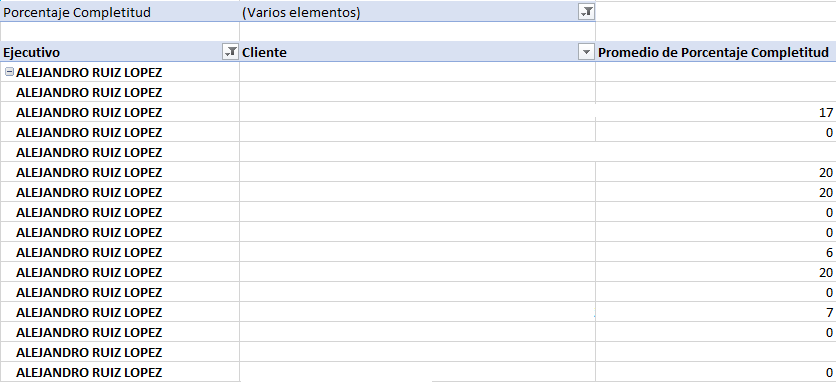 Porcentaje Completitud (Varios elementos)
Ejecutivo Cliente Promedio de Porcentaje Completitud
ALEJANDRO RUIZ LOPEZ
ALEJANDRO RUIZ LOPEZ
ALEJANDRO RUIZ LOPEZ 17
ALEJANDRO RUIZ LOPEZ 0
ALEJANDRO RUIZ LOPEZ
ALEJANDRO RUIZ LOPEZ 20
ALEJANDRO RUIZ LOPEZ 20
ALEJANDRO RUIZ LOPEZ 0
ALEJANDRO RUIZ LOPEZ 0
ALEJANDRO RUIZ LOPEZ 6
ALEJANDRO RUIZ LOPEZ 20
ALEJANDRO RUIZ LOPEZ 0
ALEJANDRO RUIZ LOPEZ 7
ALEJANDRO RUIZ LOPEZ 0
ALEJANDRO RUIZ LOPEZ
ALEJANDRO RUIZ LOPEZ 0